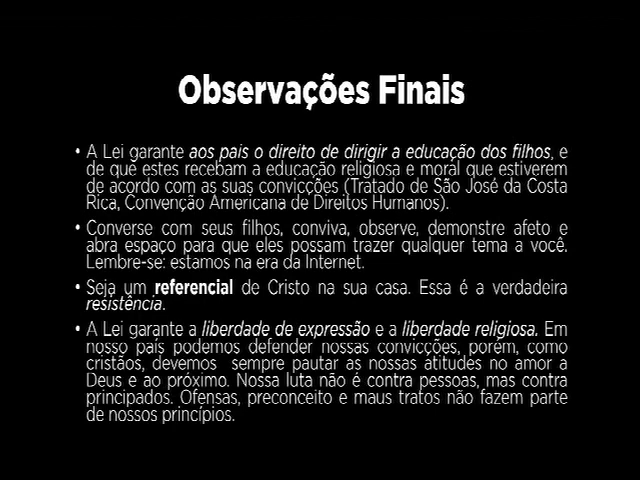 Observações Finais
• A Lei garante aos pais o direito de dirigir a educação dos filhos, e
de que estes recebam a educação religiosa e moral que estiverem
de acordo com as suas convicções (Tratado de São José da Costa
Rica, Convenção Americana de Direitos Humanos).
• Converse com seus filhos, conviva, observe, demonstre afeto e
abra espaço para que eles possam trazer qualquer tema a você.
Lembre-se: estamos na era da Internet.
• Seja um referencial de Cristo na sua casa. Essa é a verdadeira
resistência.
• A Lei garante a liberdade de expressão e a liberdade religiosa. Em
nosso país podemos defender nossas convicções, porém, como
cristãos, devemos sempre pautar as nossas atitudes no amor a
Deus e ao próximo. Nossa luta não é contra pessoas, mas contra
principados. Ofensas, preconceito e maus tratos não fazem parte
de nossos princípios.